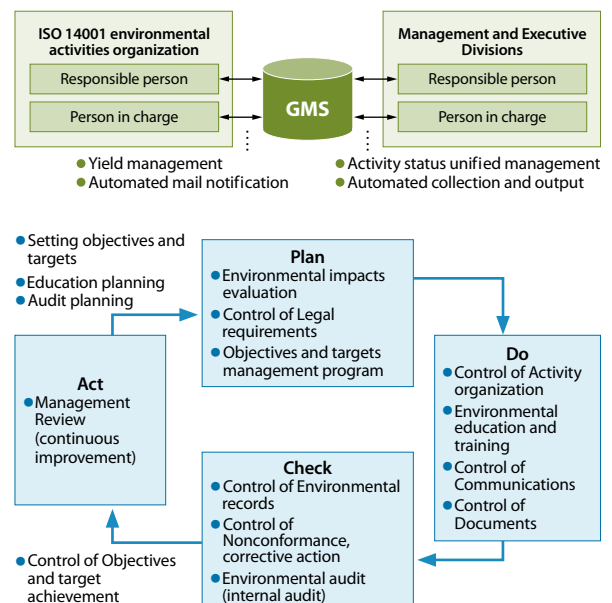 ISO 14001 environmental
activities organization
Responsible person
Person in charge
GMS
Management and Executive
Divisions
Responsible person
Person in charge
● Yield management
● Automated mail notification
● Activity status unified management
● Automated collection and output
● Setting objectives and
targets
● Education planning
● Audit planning
Plan
● Environmental impacts
evaluation
● Control of Legal
requirements
● Objectives and targets
management program
Do
● Control of Activity
organization
● Environmental
education and
training
● Control of
Communications
● Control of
Documents
Act
● Management
Review
(continuous
improvement)
Check
● Control of Environmental
records
● Control of
Nonconformance,
corrective action
● Environmental audit
(internal audit)
● Control of Objectives
and target
achievement